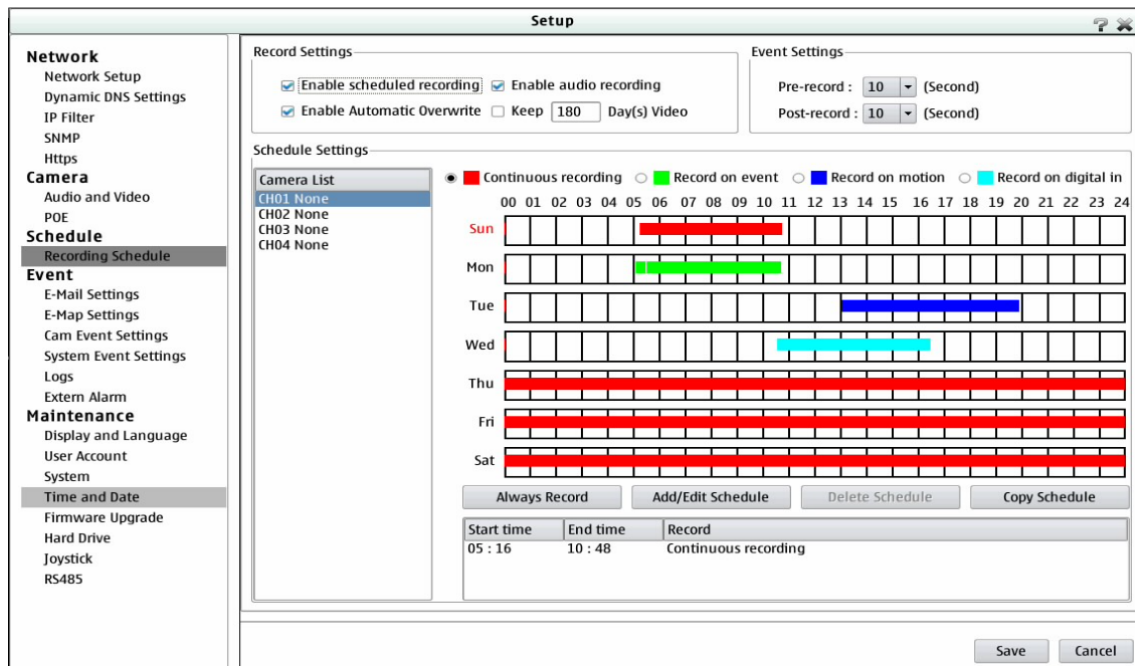 Setup
Network
Network Setup
Dynamic DNS Settings
IP Filter
SNMP
Https
Camera
Audio and Video
POE
Schedule
Recording Schedule
Event
E-Mail Settings
E-Map Settings
Cam Event Settings
System Event Settings
Logs
Extern Alarm
Maintenance
Display and Language
User Account
System
Time and Date
Firmware Upgrade
Hard Drive
Joystick
RS485
Record Settings
Enable scheduled recording Enable audio recording
Enable Automatic Overwrite Keep 180 Day(s) Video
Event Settings
Pre-record : 10 (Second)
Post-record : 10 (Second)
Schedule Settings
Camera List
CH01 None
CH02 None
CH03 None
CH04 None
Continuous recording Record on event Record on motion Record on digital in
00 01 02 03 04 05 06 07 08 09 10 11 12 13 14 15 16 17 18 19 20 21 22 23 24
Sun
Mon
Tue
Wed
Thu
Fri
Sat
Always Record Add/Edit Schedule Delete Schedule Copy Schedule
Start time End time Record
05 : 16 10 : 48 Continuous recording
Save Cancel